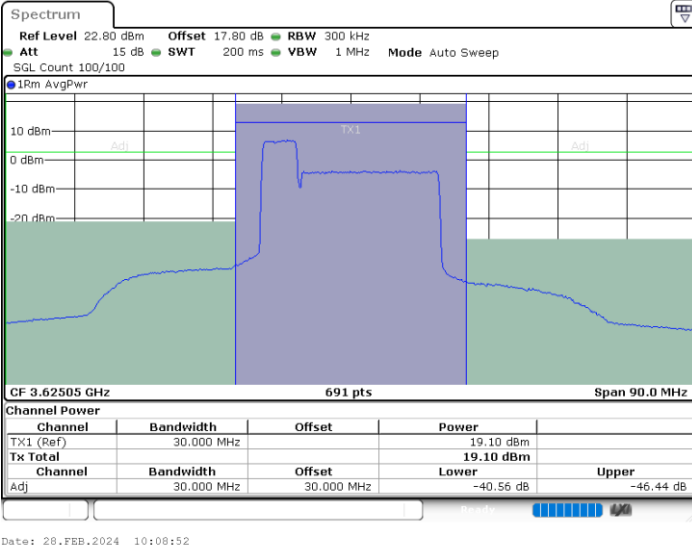 Spectrum
Ref Level 22.80 dBm Offset 17.80 dB RBW 300 kHz
Att 15 dB SWT 200 ms VBW 1 MHz Mode Auto Sweep
SGL Count 100/100
1Rm AvgPwr
10 dBm
TX1
Adj Adj
0 dBm
-10 dBm
-20 dBm
CF 3.62505 GHz 691 pts Span 90.0 MHz
Channel Power
Channel Bandwidth Offset Power
TX1 (Ref) 30.000 MHz 19.10 dBm
Tx Total 19.10 dBm
Channel Bandwidth Offset Lower Upper
Adj 30.000 MHz 30.000 MHz -40.56 dB -46.44 dB
Ready
Date: 28.FEB.2024 10:08:52